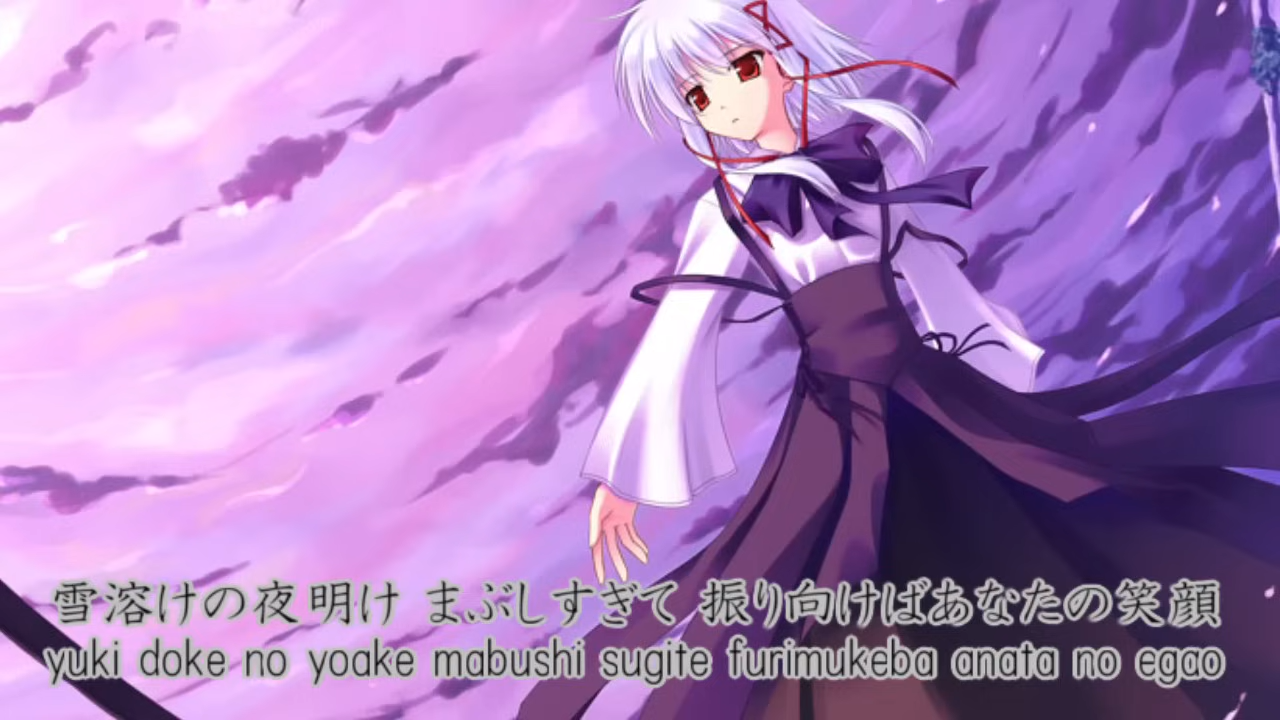 雪溶けの夜明け まぶしすぎて 振り向けばあなたの笑顔
yuki doke no yoake mabushi sugite furimukeba anata no egao